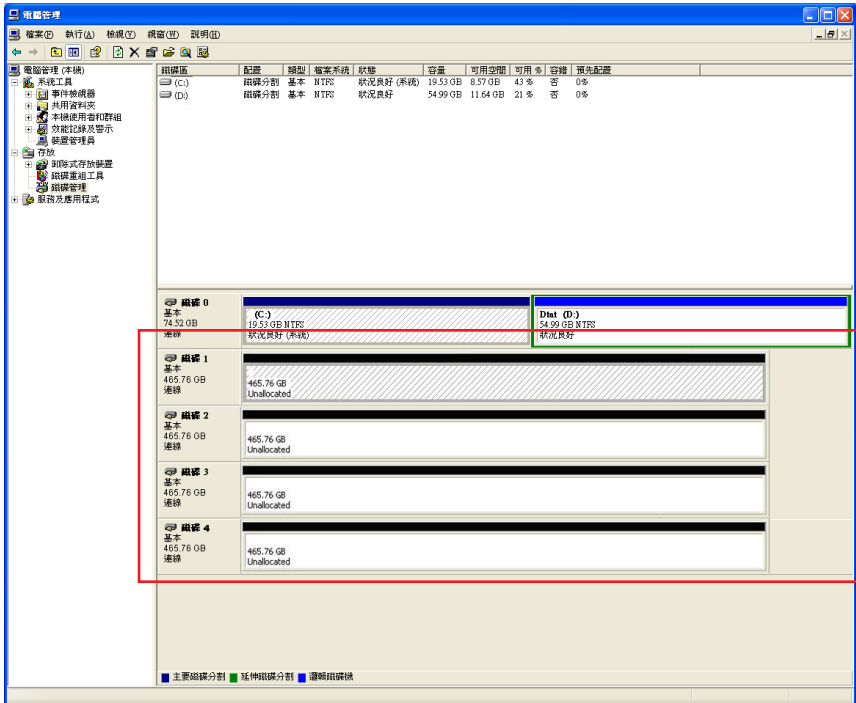 電腦管理
檔案(F) 執行(A) 檢視(V) 視窗(W) 說明(H)
電腦管理 (本機)
系統工具
事件檢視器
共用資料夾
本機使用者和群組
效能記錄及警示
裝置管理員
存放
卸除式存放裝置
磁碟重組工具
磁碟管理
服務及應用程式
磁碟區 配置 類型 檔案系統 狀態 容量 可用空間 可用 % 容錯 預先配置
(C:) 磁碟分割 基本 NTFS 狀況良好 (系統) 19.53 GB 8.57 GB 43 % 否 0%
(D:) 磁碟分割 基本 NTFS 狀況良好 54.99 GB 11.64 GB 21 % 否 0%
磁碟 0
基本
74.52 GB
連線
(C:)
19.53 GB NTFS
狀況良好 (系統)
Dtat (D:)
54.99 GB NTFS
狀況良好
磁碟 1
基本
465.76 GB
連線
465.76 GB
Unallocated
磁碟 2
基本
465.76 GB
連線
465.76 GB
Unallocated
磁碟 3
基本
465.76 GB
連線
465.76 GB
Unallocated
磁碟 4
基本
465.76 GB
連線
465.76 GB
Unallocated
主要磁碟分割 延伸磁碟分割 邏輯磁碟機